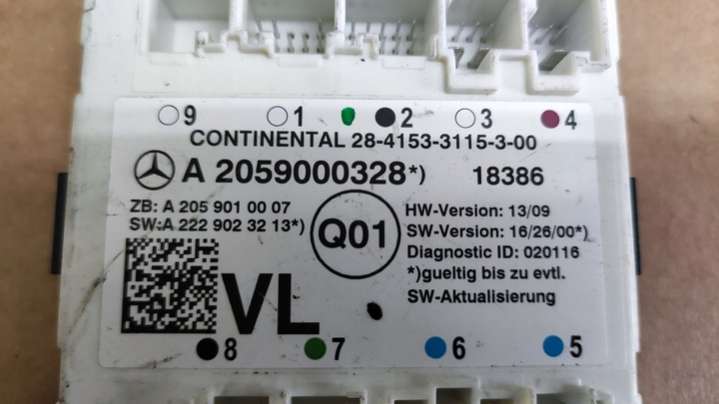 9 1 2 3 4
CONTINENTAL 28-4153-3115-3-00
A 2059000328*) 18386
ZB: A 205 901 00 07
SW:A 222 902 32 13*)
Q01
HW-Version: 13/09
SW-Version: 16/26/00*)
Diagnostic ID: 020116
*)gueltig bis zu evtl.
SW-Aktualisierung
VL
8 7 6 5